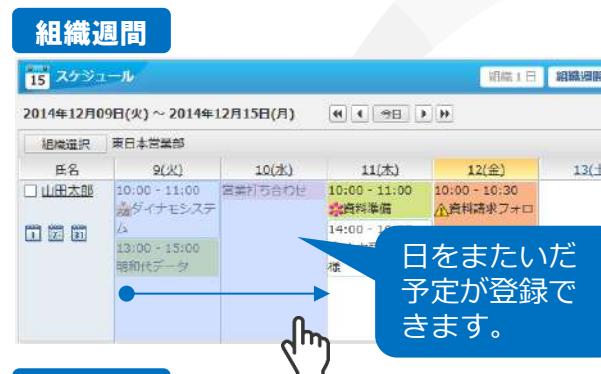 組織週間
15 スケジュール 組織1日 組織週間
2014年12月09日(火) ~ 2014年12月15日(月) 今日
組織選択 東日本営業部
氏名 9(火) 10(水) 11(木) 12(金) 13(土
山田太郎 10:00 - 11:00 営業打ち合わせ 10:00 - 11:00 10:00 - 10:30
ダイナモシステ 資料準備 資料請求フォロ
ム 14:00 -
13:00 - 15:00
明和代データ 様
日をまたいだ
予定が登録で
きます。